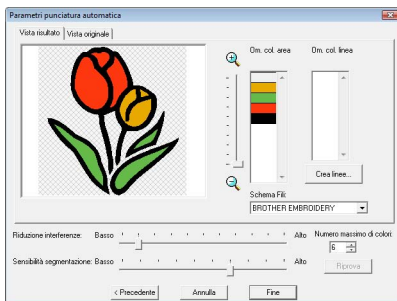 Parametri punciatura automatica
Vista risultato
Vista originale
Om. col. area
Om. col. linea
Crea linee...
Schema Fili:
BROTHER EMBROIDERY
Riduzione interferenze: Basso
Alto
Numero massimo di colori:
6
Sensibilità segmentazione: Basso
Alto
Riprova
< Precedente
Annulla
Fine